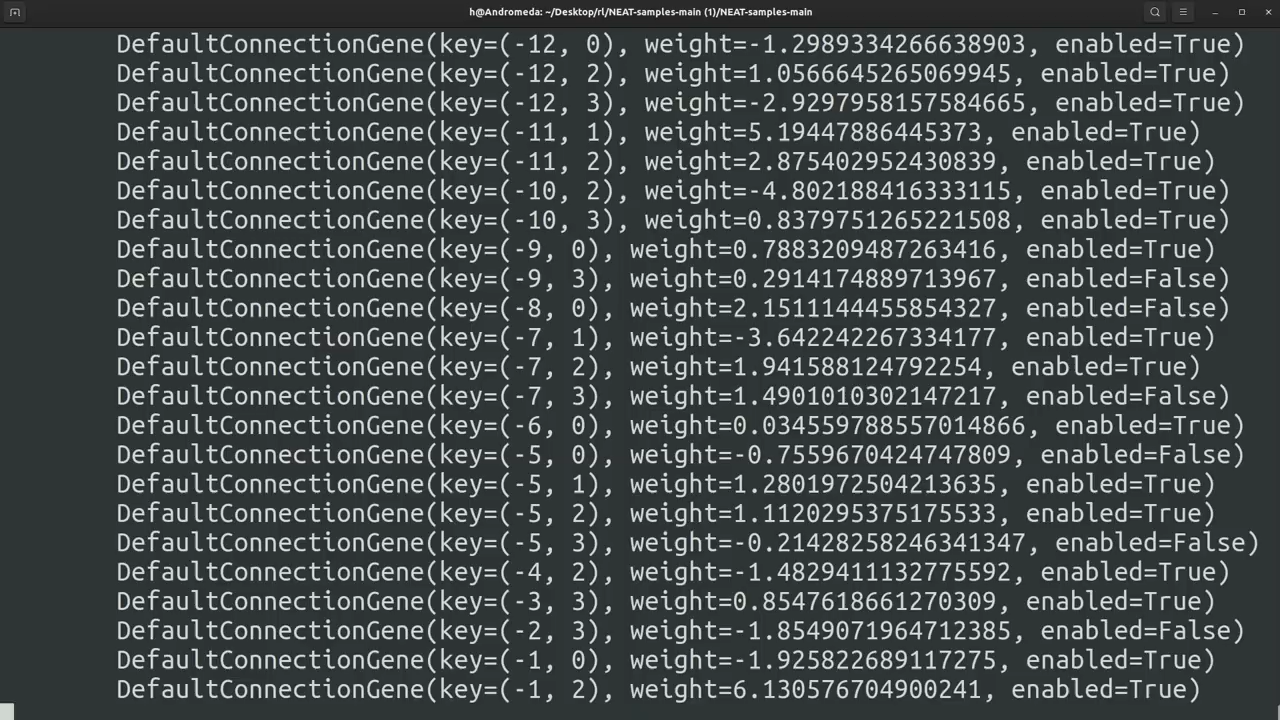 h@Andromeda: ~/Desktop/rl/NEAT-samples-main (1)/NEAT-samples-main
DefaultConnectionGene(key=(-12, 0), weight=-1.2989334266638903, enabled=True)
DefaultConnectionGene(key=(-12, 2), weight=1.0566645265069945, enabled=True)
DefaultConnectionGene(key=(-12, 3), weight=-2.9297958157584665, enabled=True)
DefaultConnectionGene(key=(-11, 1), weight=5.19447886445373, enabled=True)
DefaultConnectionGene(key=(-11, 2), weight=2.875402952430839, enabled=True)
DefaultConnectionGene(key=(-10, 2), weight=-4.802188416333115, enabled=True)
DefaultConnectionGene(key=(-10, 3), weight=0.8379751265221508, enabled=True)
DefaultConnectionGene(key=(-9, 0), weight=0.7883209487263416, enabled=True)
DefaultConnectionGene(key=(-9, 3), weight=0.2914174889713967, enabled=False)
DefaultConnectionGene(key=(-8, 0), weight=2.1511144455854327, enabled=False)
DefaultConnectionGene(key=(-7, 1), weight=-3.642242267334177, enabled=True)
DefaultConnectionGene(key=(-7, 2), weight=1.941588124792254, enabled=True)
DefaultConnectionGene(key=(-7, 3), weight=1.4901010302147217, enabled=False)
DefaultConnectionGene(key=(-6, 0), weight=0.034559788557014866, enabled=True)
DefaultConnectionGene(key=(-5, 0), weight=-0.7559670424747809, enabled=False)
DefaultConnectionGene(key=(-5, 1), weight=1.2801972504213635, enabled=True)
DefaultConnectionGene(key=(-5, 2), weight=1.1120295375175533, enabled=True)
DefaultConnectionGene(key=(-5, 3), weight=-0.21428258246341347, enabled=False)
DefaultConnectionGene(key=(-4, 2), weight=-1.4829411132775592, enabled=True)
DefaultConnectionGene(key=(-3, 3), weight=0.8547618661270309, enabled=True)
DefaultConnectionGene(key=(-2, 3), weight=-1.8549071964712385, enabled=False)
DefaultConnectionGene(key=(-1, 0), weight=-1.925822689117275, enabled=True)
DefaultConnectionGene(key=(-1, 2), weight=6.130576704900241, enabled=True)